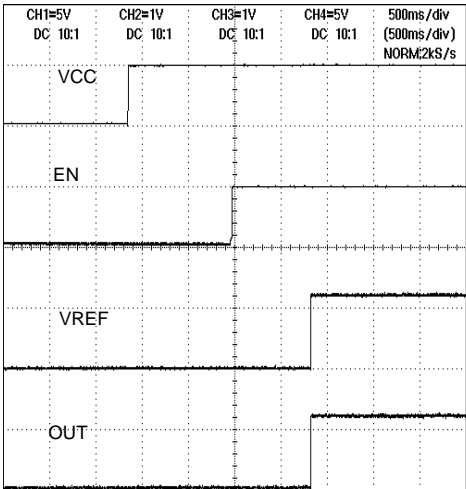 CH1=5V CH2=1V CH3=1V CH4=5V 500ms/div
DC 10:1 DC 10:1 DC 10:1 DC 10:1 (500ms/div)
NORM:2kS/s
VCC
EN
VREF
OUT